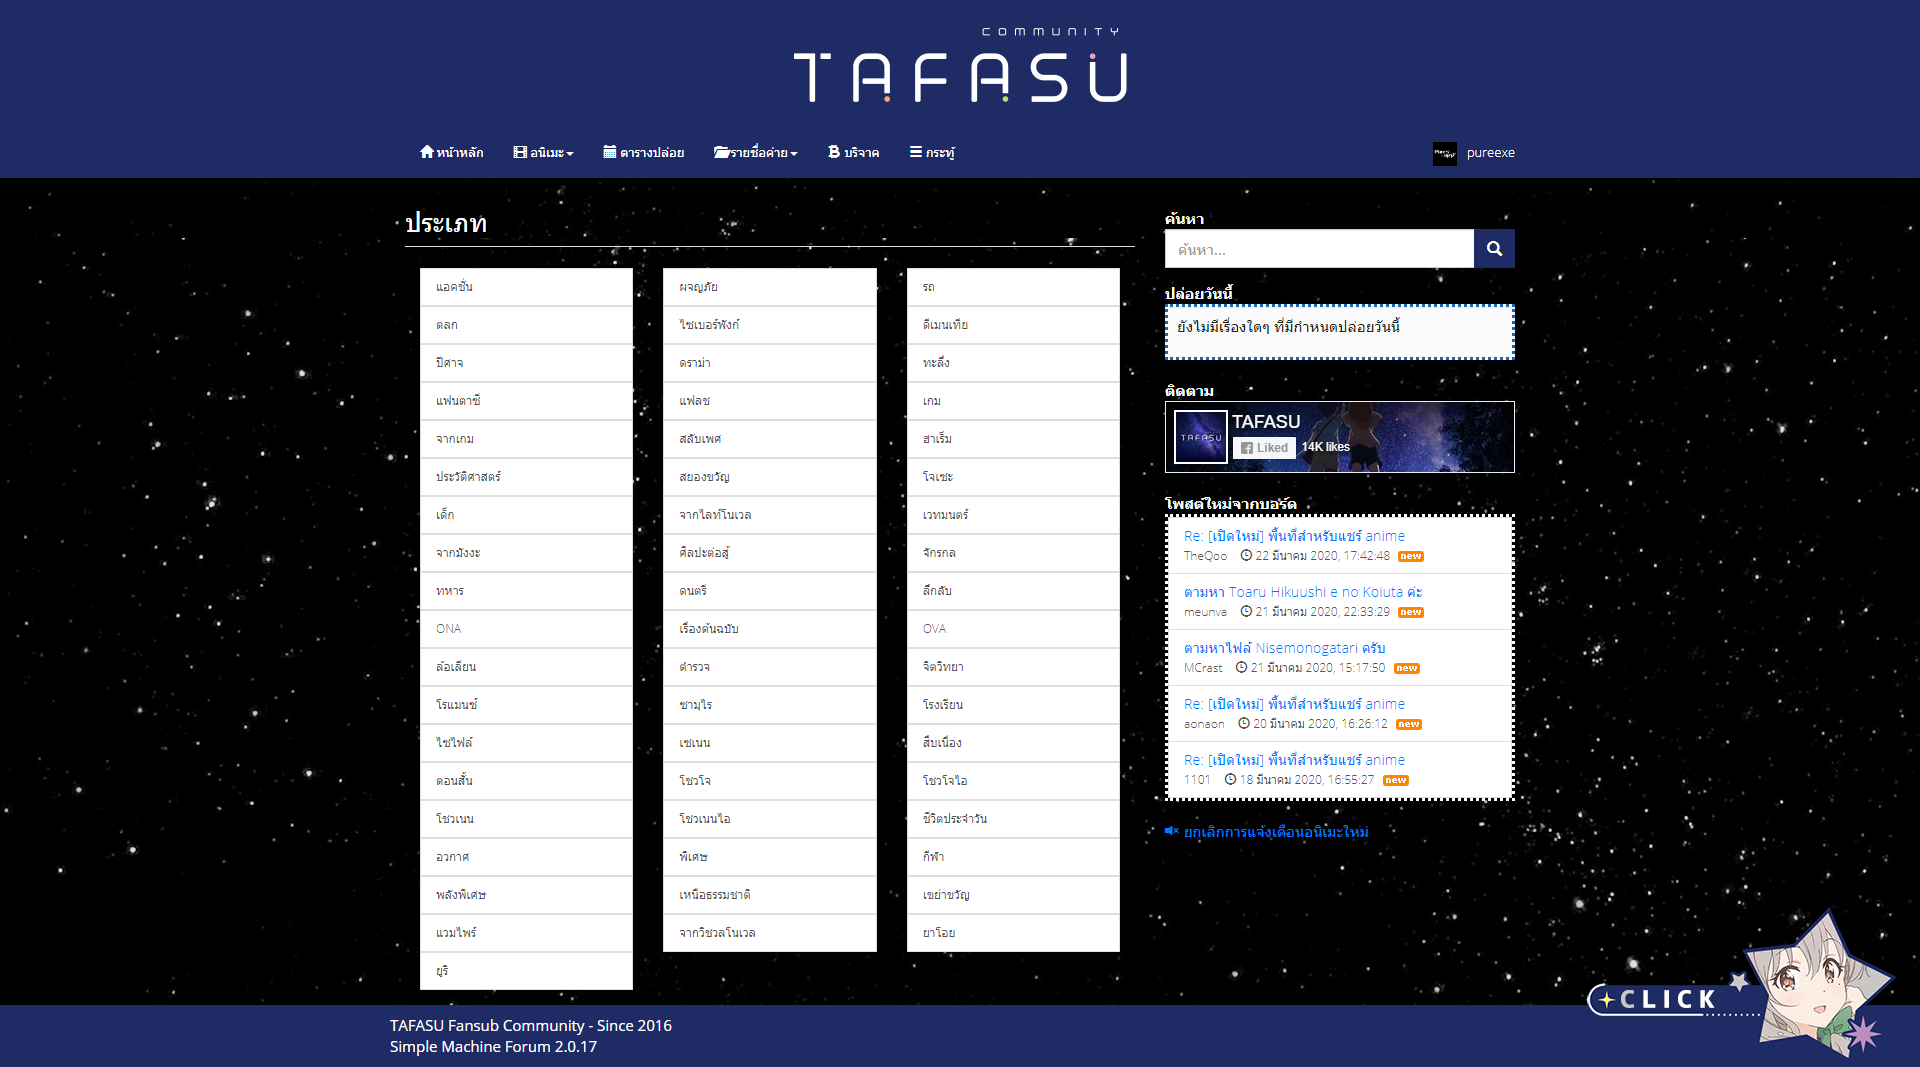 COMMUNITY
TAFASU
หน้าหลัก อนิเมะ ตารางปล่อย รายชื่อค่าย บริจาค กระทู้ pureexe
ประเภท
แอคชั่น
ตลก
ปีศาจ
แฟนตาซี
จากเกม
ประวัติศาสตร์
เด็ก
จากมังงะ
ทหาร
ONA
ล้อเลียน
โรแมนซ์
ไซไฟล์
ตอนสั้น
โชวเนน
อวกาศ
พลังพิเศษ
แวมไพร์
ยูริ
ผจญภัย
ไซเบอร์พังก์
ดราม่า
แฟลช
สลับเพศ
สยองขวัญ
จากไลท์โนเวล
ศิลปะต่อสู้
ดนตรี
เรื่องต้นฉบับ
ตำรวจ
ซามุไร
เซเนน
โชวโจ
โชวเนนไอ
พิเศษ
เหนือธรรมชาติ
จากวิชวลโนเวล
รถ
ดีเมนเทีย
ทะลึ่ง
เกม
ฮาเร็ม
โจเซะ
เวทมนตร์
จักรกล
ลึกลับ
OVA
จิตวิทยา
โรงเรียน
สืบเนื่อง
โชวโจไอ
ชีวิตประจำวัน
กีฬา
เขย่าขวัญ
ยาโอย
ค้นหา
ค้นหา...
ปล่อยวันนี้
ยังไม่มีเรื่องใดๆ ที่มีกำหนดปล่อยวันนี้
ติดตาม
TAFASU
TAFASU
Liked 14K likes
โพสต์ใหม่จากบอร์ด
Re: [เปิดใหม่] พื้นที่สำหรับแชร์ anime
TheQoo 22 มีนาคม 2020, 17:42:48 new
ตามหา Toaru Hikuushi e no Koiuta ค่ะ
meunva 21 มีนาคม 2020, 22:33:29 new
ตามหาไฟล์ Nisemonogatari ครับ
MCrast 21 มีนาคม 2020, 15:17:50 new
Re: [เปิดใหม่] พื้นที่สำหรับแชร์ anime
aonaon 20 มีนาคม 2020, 16:26:12 new
Re: [เปิดใหม่] พื้นที่สำหรับแชร์ anime
1101 18 มีนาคม 2020, 16:55:27 new
ยกเลิกการแจ้งเตือนอนิเมะใหม่
CLICK
TAFASU Fansub Community - Since 2016
Simple Machine Forum 2.0.17